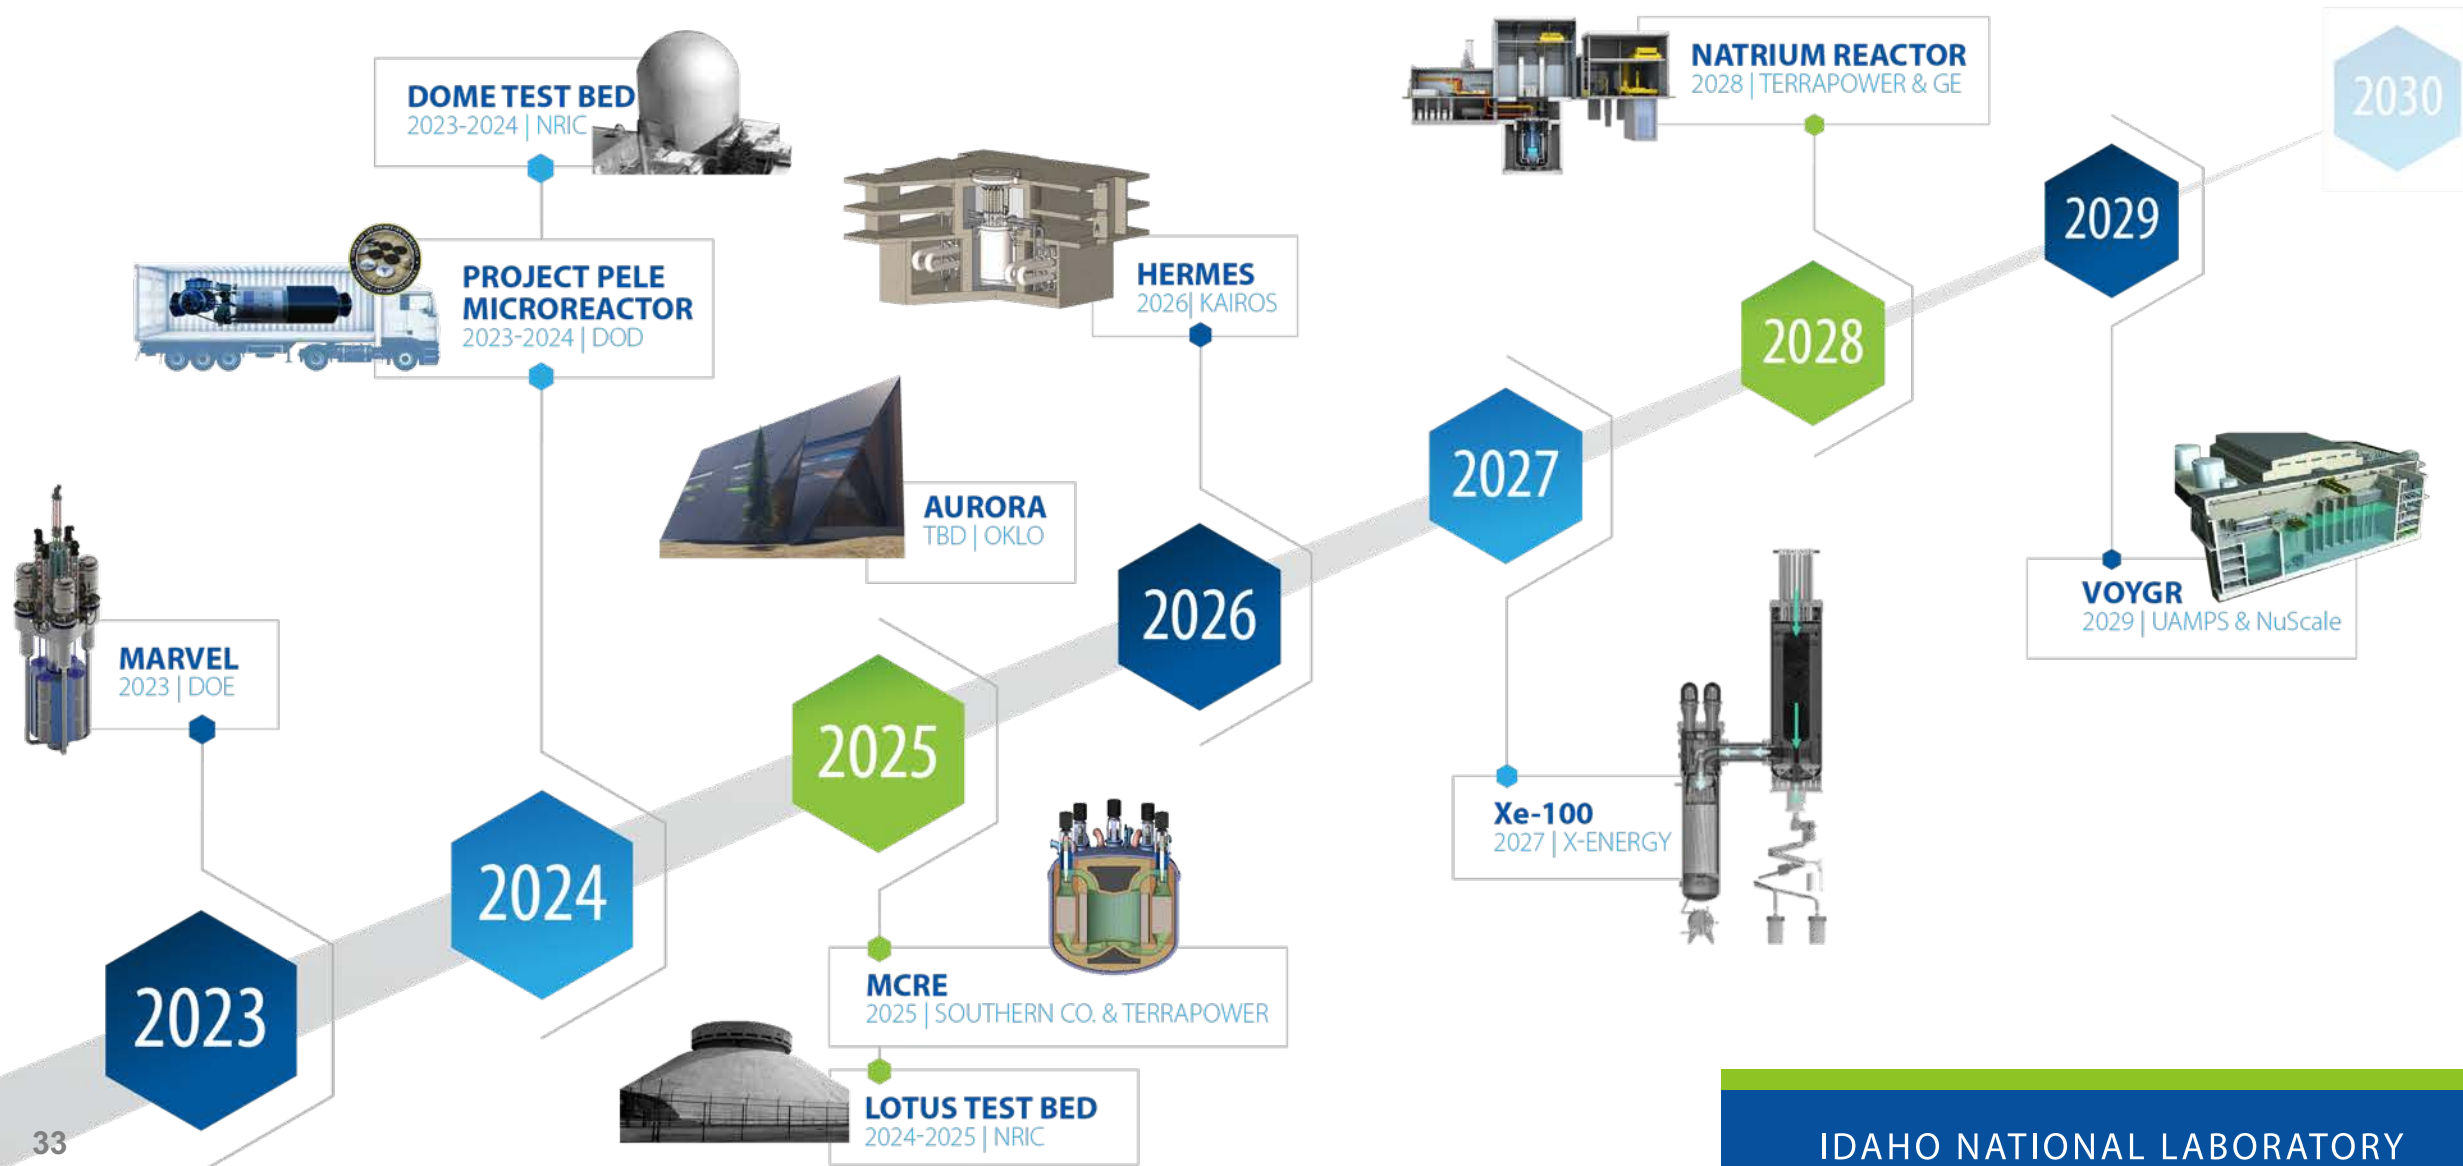 DOME TEST BED
2023-2024 | NRIC
NATRIUM REACTOR
2028 | TERRAPOWER & GE
2030
2029
PROJECT PELE
MICROREACTOR
2023-2024 | DOD
HERMES
2026| KAIROS
2028
2027
AURORA
TBD | OKLO
2026
VOYGR
2029 | UAMPS & NuScale
MARVEL
2023 | DOE
2025
Xe-100
2027 | X-ENERGY
2024
MCRE
2025 | SOUTHERN CO. & TERRAPOWER
2023
LOTUS TEST BED
2024-2025 | NRIC
33
IDAHO NATIONAL LABORATORY